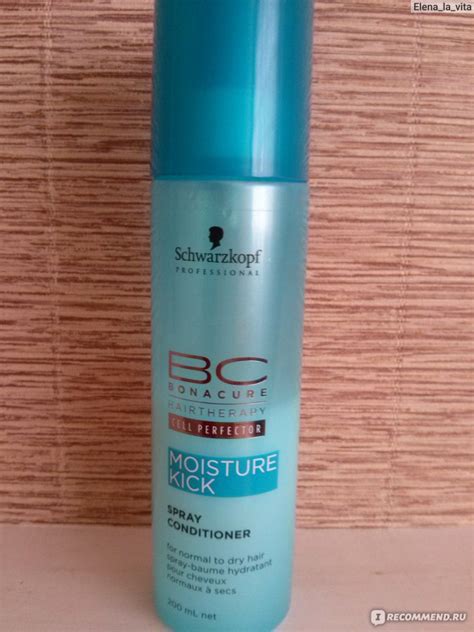 Elena_la_vita
Schwarzkopf
PROFESSIONAL
BC
BONACURE
HAIRTHERAPY
CELL PERFECTOR
MOISTURE
KICK
SPRAY
CONDITIONER
for normal to dry hair
spray-baume hydratant
pour cheveux
normaux à secs
200 mL net
I RECOMMEND.RU